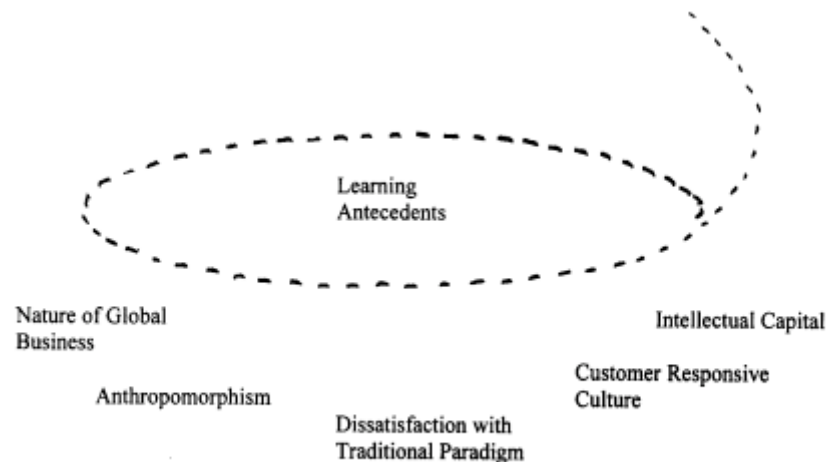 Learning
Antecedents
Nature of Global
Business
Intellectual Capital
Anthropomorphism
Customer Responsive
Culture
Dissatisfaction with
Traditional Paradigm